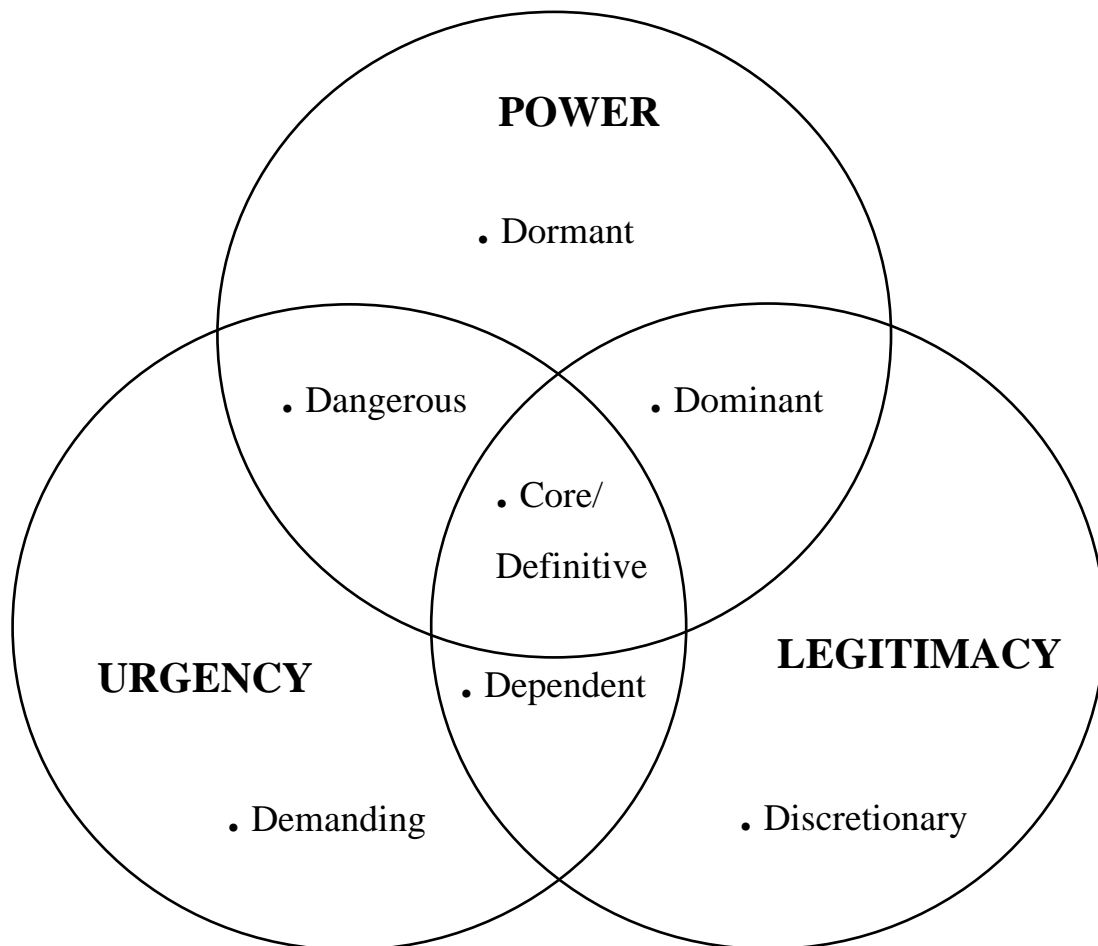 POWER
. Dormant
. Dangerous
. Dominant
. Core/
Definitive
LEGITIMACY
URGENCY
. Dependent
. Demanding
. Discretionary